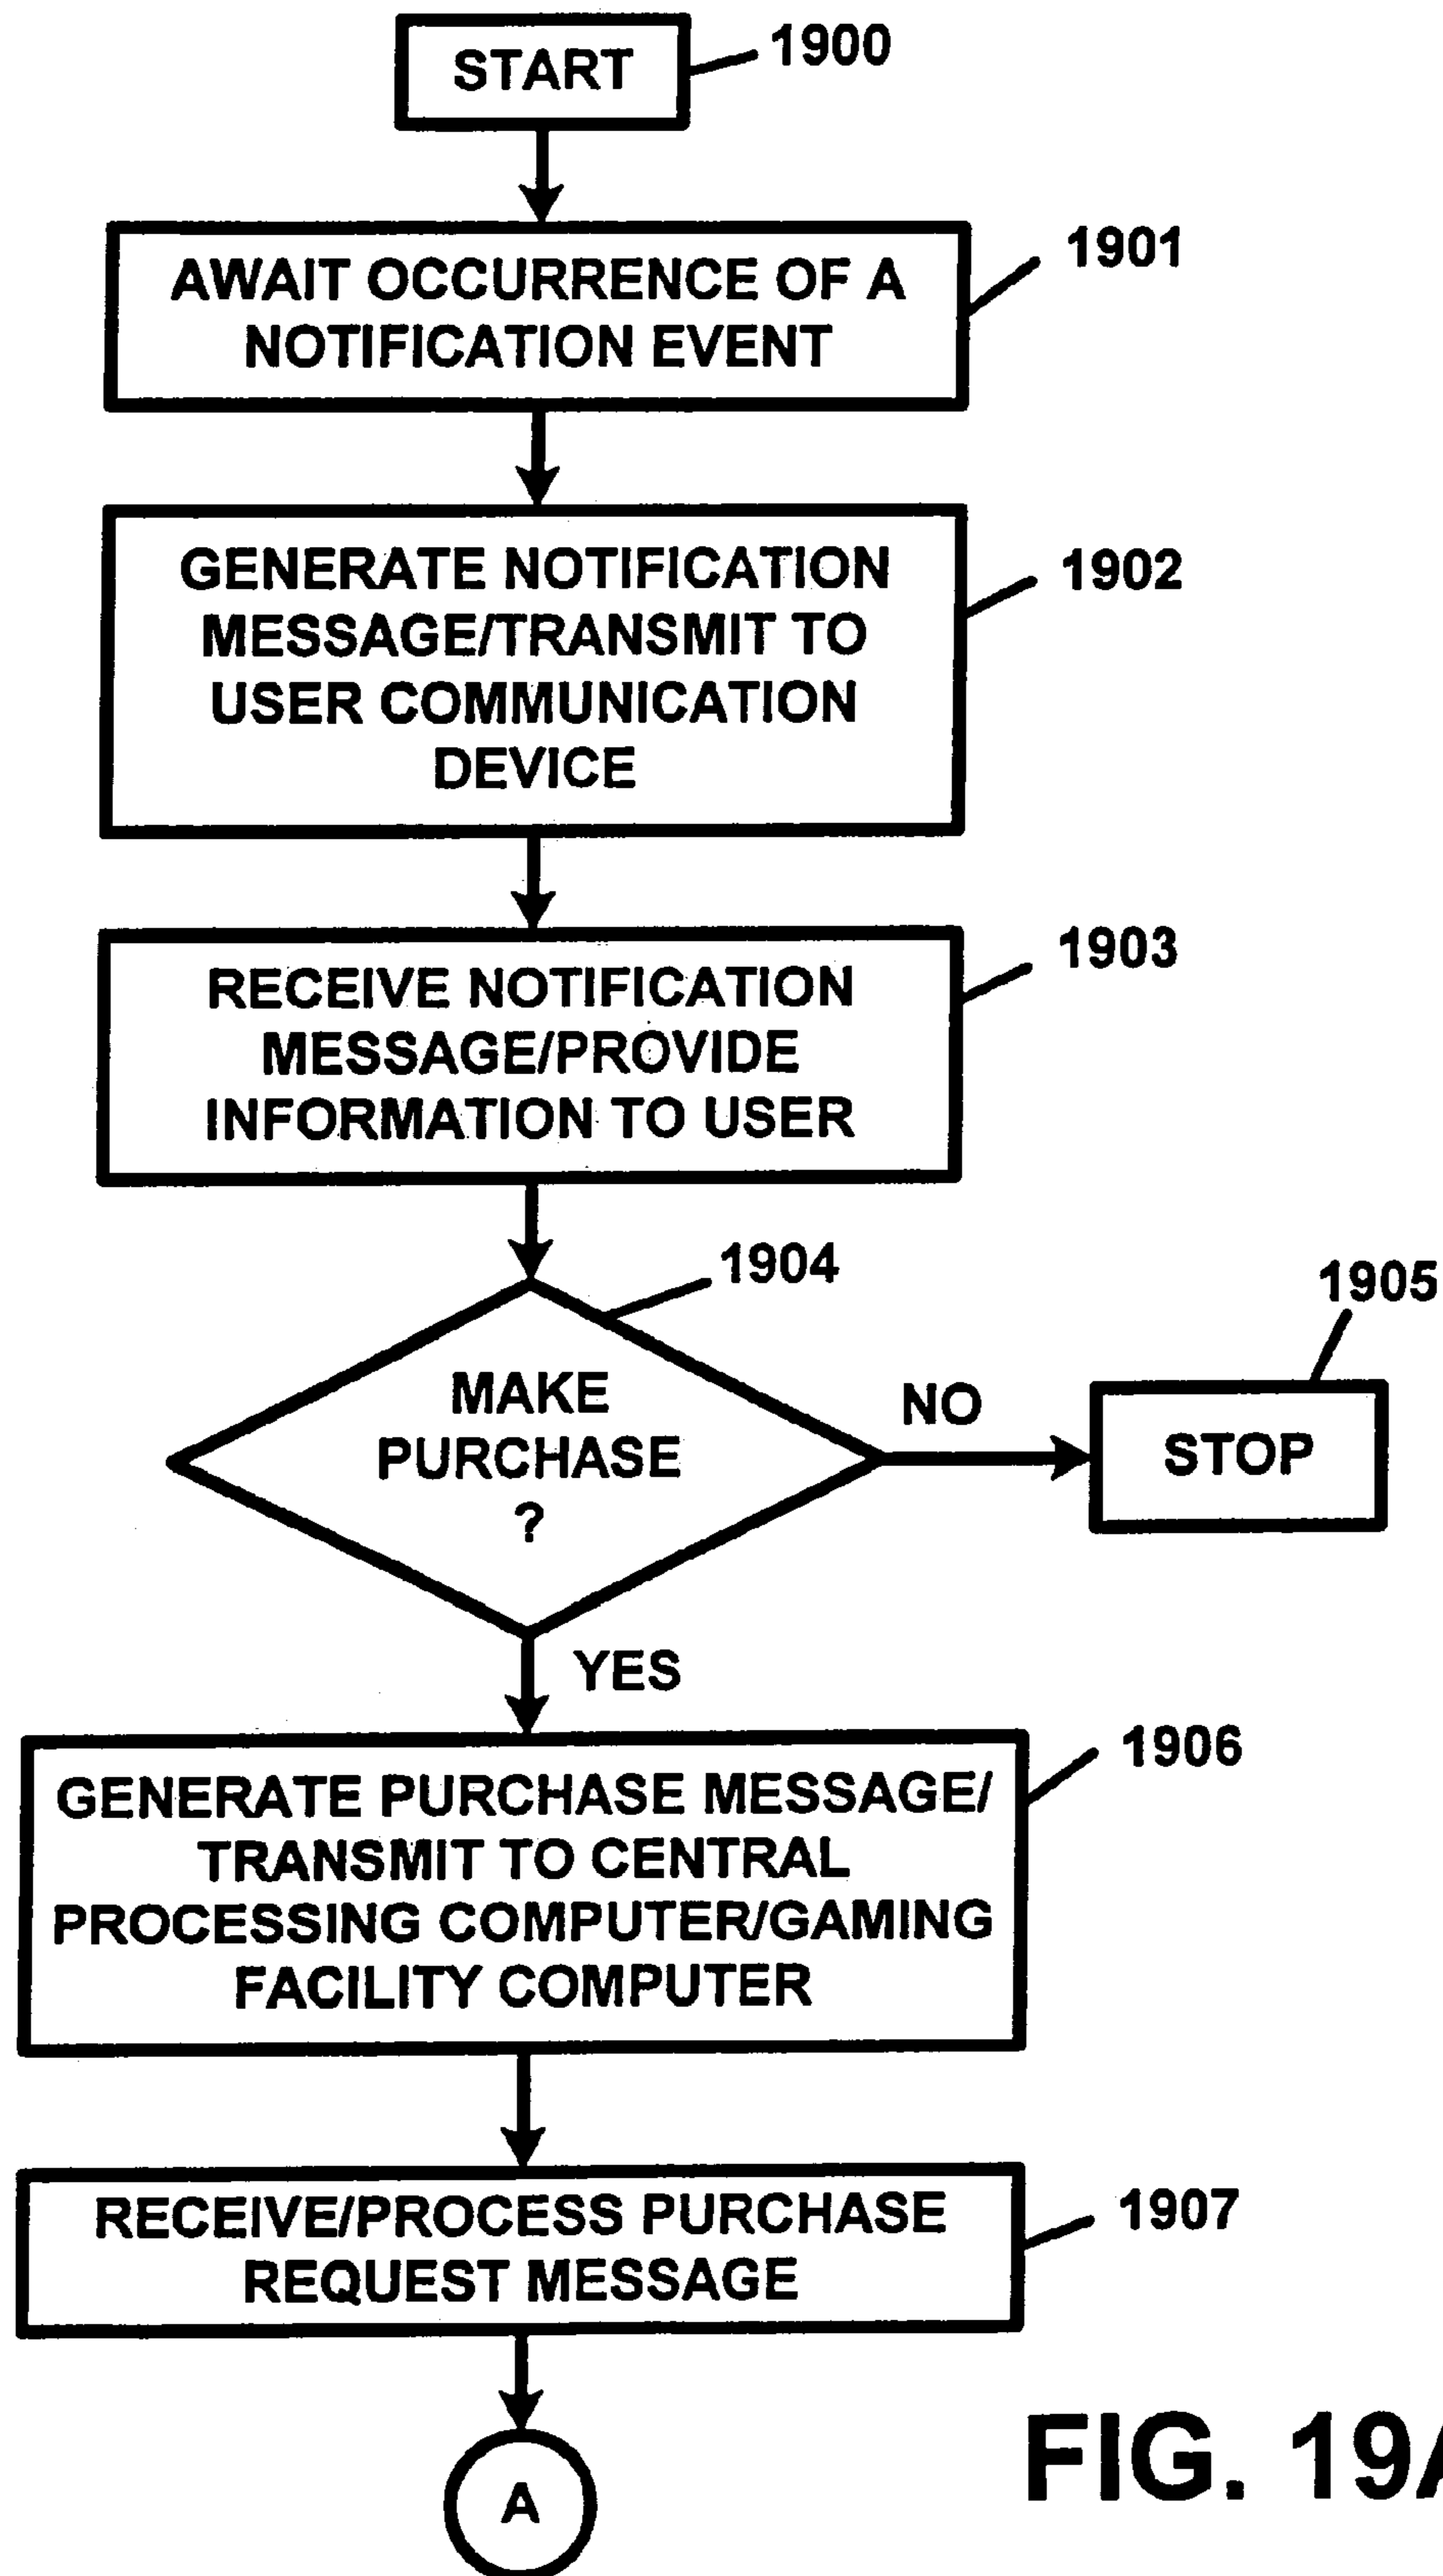 START
1900
AWAIT OCCURRENCE OF A
NOTIFICATION EVENT
1901
GENERATE NOTIFICATION
MESSAGE/TRANSMIT TO
USER COMMUNICATION
DEVICE
1902
RECEIVE NOTIFICATION
MESSAGE/PROVIDE
INFORMATION TO USER
1903
1904
MAKE
PURCHASE
?
NO
1905
STOP
YES
GENERATE PURCHASE MESSAGE/
TRANSMIT TO CENTRAL
PROCESSING COMPUTER/GAMING
FACILITY COMPUTER
1906
RECEIVE/PROCESS PURCHASE
REQUEST MESSAGE
1907
A
FIG. 19A